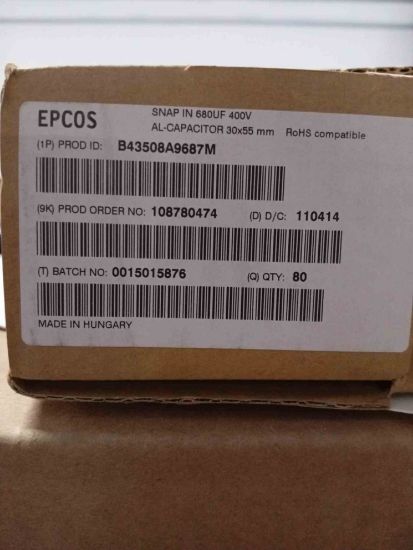 EPCOS
SNAP IN 680UF 400V
AL-CAPACITOR 30x55 mm RoHS compatible
(1P) PROD ID: B43508A9687M
(9K) PROD ORDER NO: 108780474 (D) D/C: 110414
(T) BATCH NO: 0015015876 (Q) QTY: 80
MADE IN HUNGARY